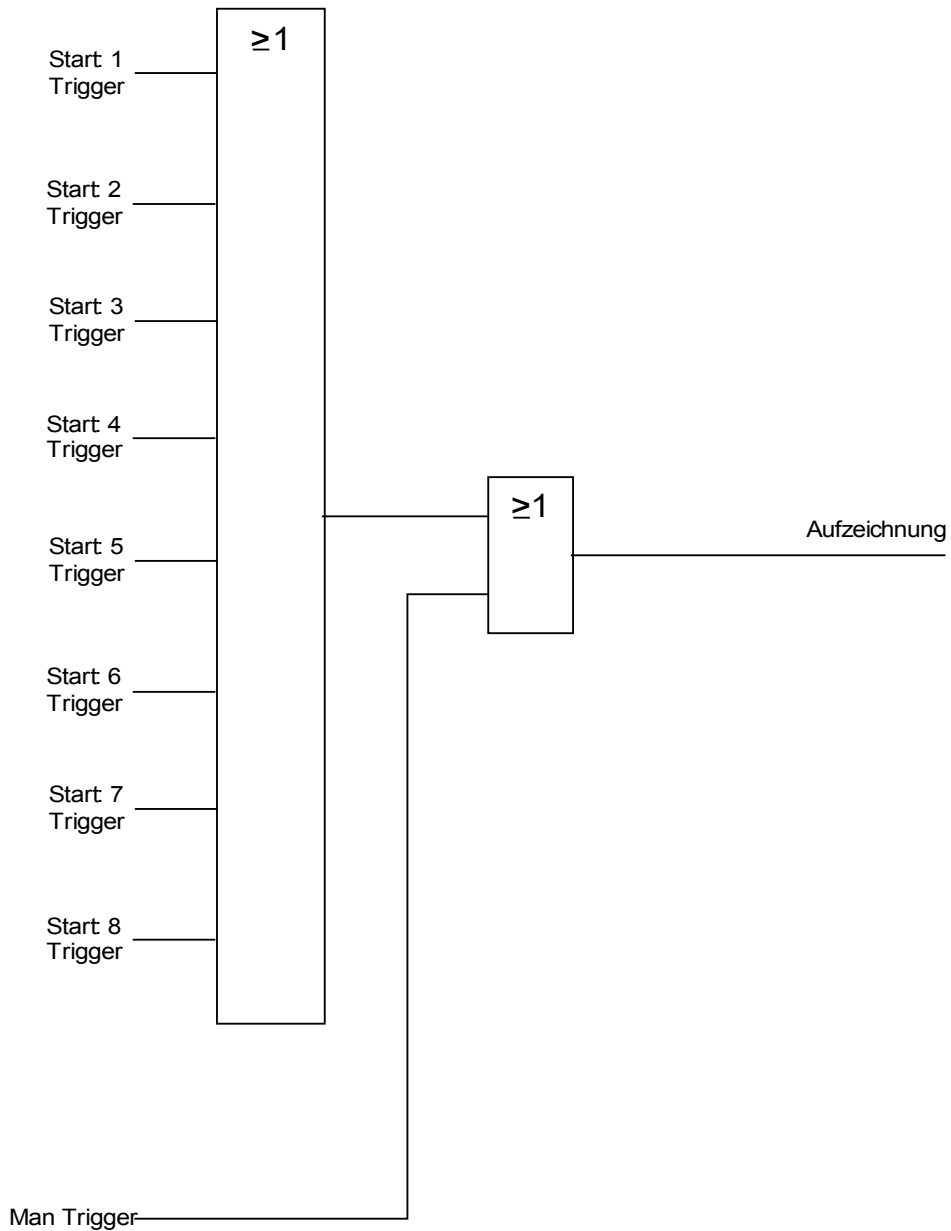 ≥1
Start 1
Trigger
Start 2
Trigger
Start 3
Trigger
Start 4
Trigger
≥1
Aufzeichnung
Start 5
Trigger
Start 6
Trigger
Start 7
Trigger
Start 8
Trigger
Man Trigger